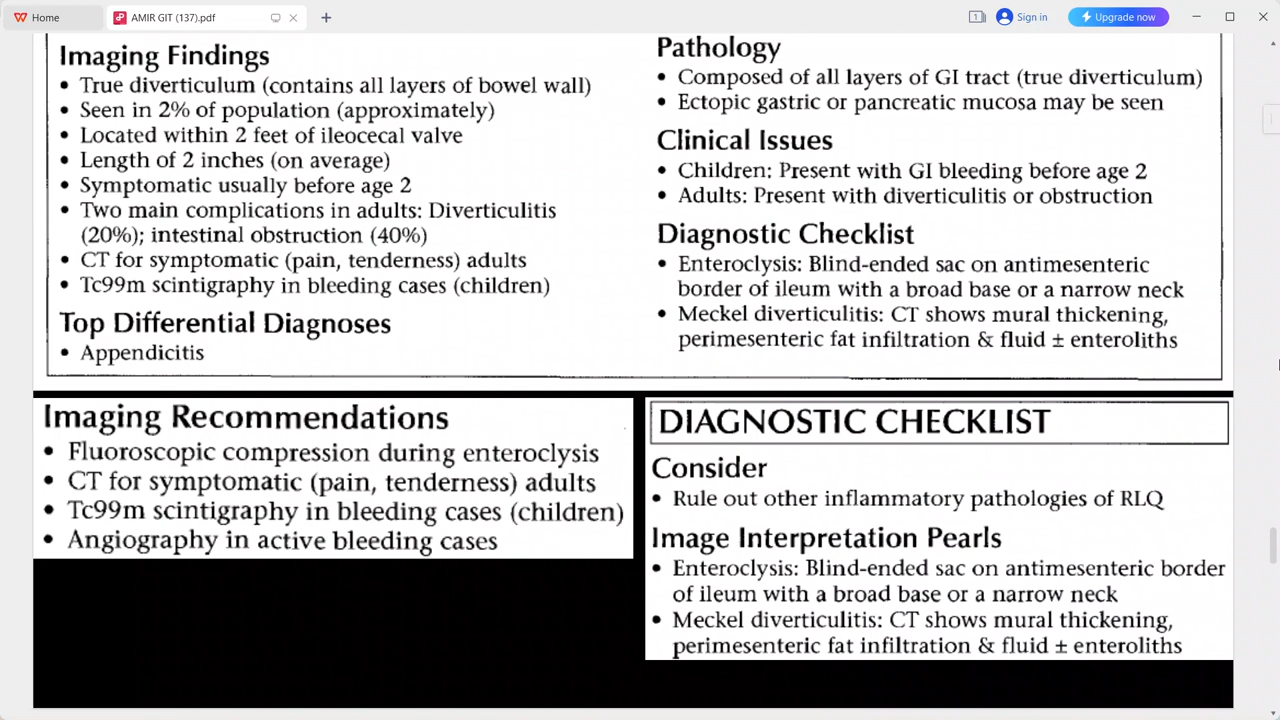 Home
AMIR GIT (137).pdf
1
Sign in
Upgrade now
Imaging Findings
• True diverticulum (contains all layers of bowel wall)
• Seen in 2% of population (approximately)
• Located within 2 feet of ileocecal valve
• Length of 2 inches (on average)
• Symptomatic usually before age 2
• Two main complications in adults: Diverticulitis
(20%); intestinal obstruction (40%)
• CT for symptomatic (pain, tenderness) adults
• Tc99m scintigraphy in bleeding cases (children)
Top Differential Diagnoses
• Appendicitis
Pathology
• Composed of all layers of GI tract (true diverticulum)
• Ectopic gastric or pancreatic mucosa may be seen
Clinical Issues
• Children: Present with GI bleeding before age 2
• Adults: Present with diverticulitis or obstruction
Diagnostic Checklist
• Enteroclysis: Blind-ended sac on antimesenteric
border of ileum with a broad base or a narrow neck
• Meckel diverticulitis: CT shows mural thickening,
perimesenteric fat infiltration & fluid ± enteroliths
Imaging Recommendations
• Fluoroscopic compression during enteroclysis
• CT for symptomatic (pain, tenderness) adults
• Tc99m scintigraphy in bleeding cases (children)
• Angiography in active bleeding cases
DIAGNOSTIC CHECKLIST
Consider
• Rule out other inflammatory pathologies of RLQ
Image Interpretation Pearls
• Enteroclysis: Blind-ended sac on antimesenteric border
of ileum with a broad base or a narrow neck
• Meckel diverticulitis: CT shows mural thickening,
perimesenteric fat infiltration & fluid ± enteroliths